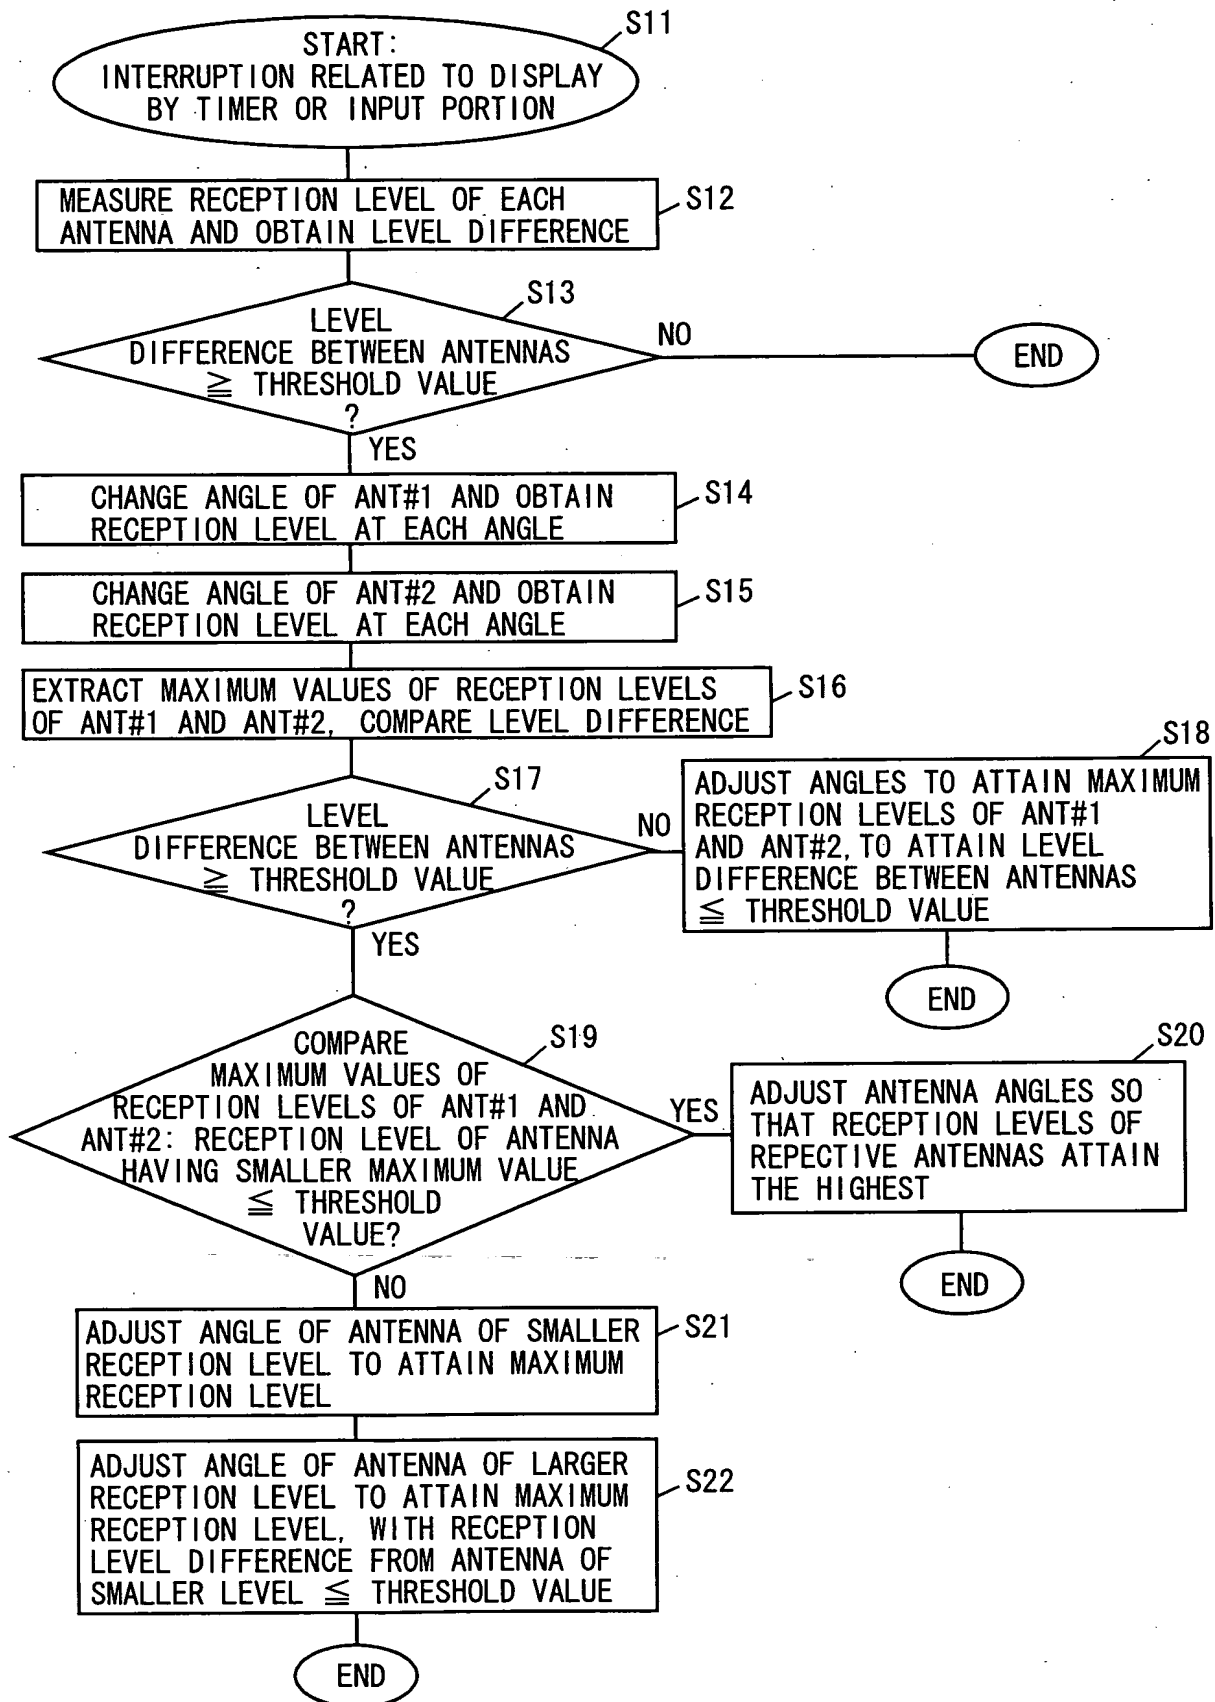 S11
START:
INTERRUPTION RELATED TO DISPLAY
BY TIMER OR INPUT PORTION
MEASURE RECEPTION LEVEL OF EACH
ANTENNA AND OBTAIN LEVEL DIFFERENCE
S12
S13
LEVEL
DIFFERENCE BETWEEN ANTENNAS
≧ THRESHOLD VALUE
?
NO
END
YES
CHANGE ANGLE OF ANT#1 AND OBTAIN
RECEPTION LEVEL AT EACH ANGLE
S14
CHANGE ANGLE OF ANT#2 AND OBTAIN
RECEPTION LEVEL AT EACH ANGLE
S15
EXTRACT MAXIMUM VALUES OF RECEPTION LEVELS
OF ANT#1 AND ANT#2, COMPARE LEVEL DIFFERENCE
S16
S17
LEVEL
DIFFERENCE BETWEEN ANTENNAS
≧ THRESHOLD VALUE
?
NO
S18
ADJUST ANGLES TO ATTAIN MAXIMUM
RECEPTION LEVELS OF ANT#1
AND ANT#2, TO ATTAIN LEVEL
DIFFERENCE BETWEEN ANTENNAS
≦ THRESHOLD VALUE
END
YES
S19
COMPARE
MAXIMUM VALUES OF
RECEPTION LEVELS OF ANT#1 AND
ANT#2: RECEPTION LEVEL OF ANTENNA
HAVING SMALLER MAXIMUM VALUE
≦ THRESHOLD
VALUE?
YES
S20
ADJUST ANTENNA ANGLES SO
THAT RECEPTION LEVELS OF
REPECTIVE ANTENNAS ATTAIN
THE HIGHEST
END
NO
ADJUST ANGLE OF ANTENNA OF SMALLER
RECEPTION LEVEL TO ATTAIN MAXIMUM
RECEPTION LEVEL
S21
ADJUST ANGLE OF ANTENNA OF LARGER
RECEPTION LEVEL TO ATTAIN MAXIMUM
RECEPTION LEVEL, WITH RECEPTION
LEVEL DIFFERENCE FROM ANTENNA OF
SMALLER LEVEL ≦ THRESHOLD VALUE
S22
END